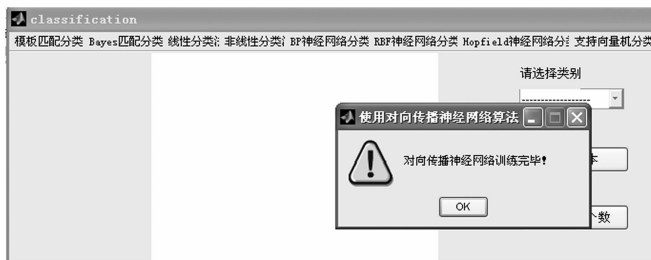 classification
模板匹配分类 Bayes匹配分类 线性分类 非线性分类 BP神经网络分类 RBF神经网络分类 Hopfield神经网络分 支持向量机分类
请选择类别
-----------------
使用对向传播神经网络算法
对向传播神经网络训练完毕!
本
OK
个数